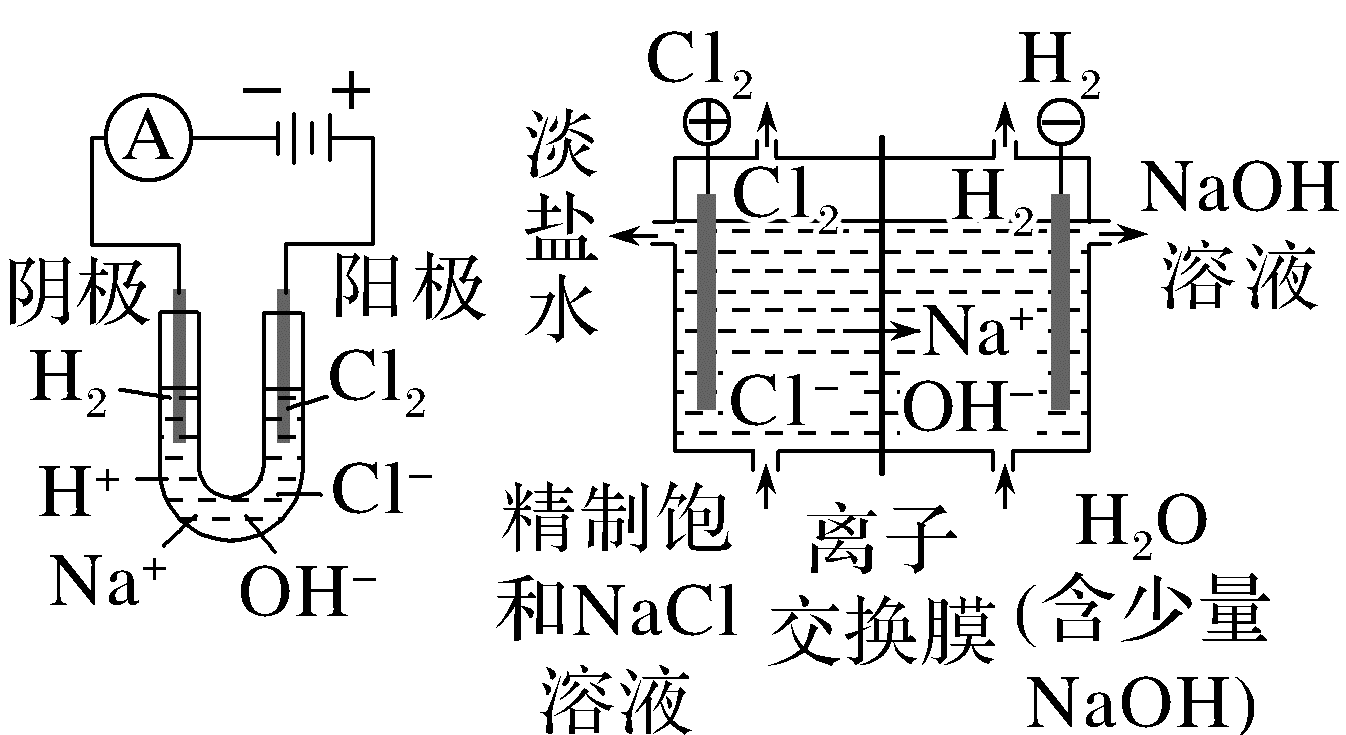 A
− +
阴极
阳极
H₂
Cl₂
H⁺
Cl⁻
Na⁺
OH⁻
Cl₂
H₂
+
−
淡盐水
Cl₂
H₂
NaOH
溶液
Na⁺
Cl⁻
OH⁻
精制饱
和NaCl
溶液
离子
交换膜
H₂O
(含少量
NaOH)